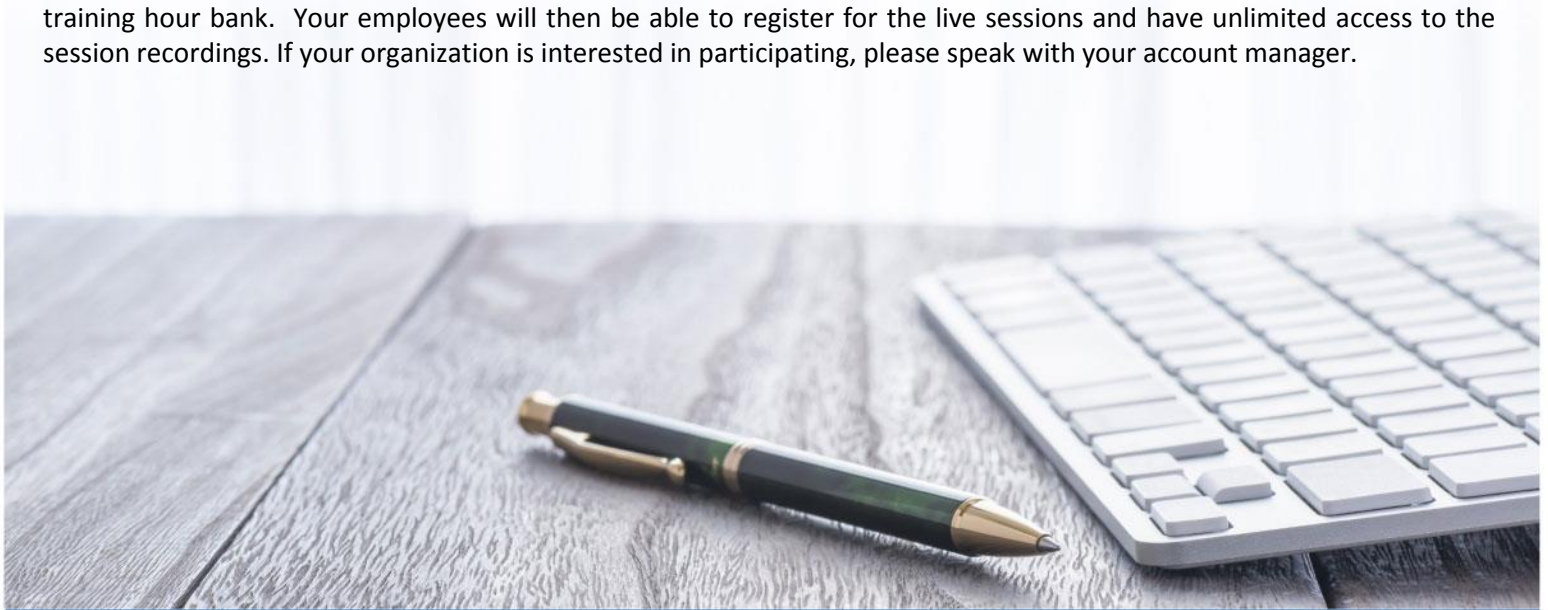 training hour bank.  Your employees will then be able to register for the live sessions and have unlimited access to the
session recordings. If your organization is interested in participating, please speak with your account manager.